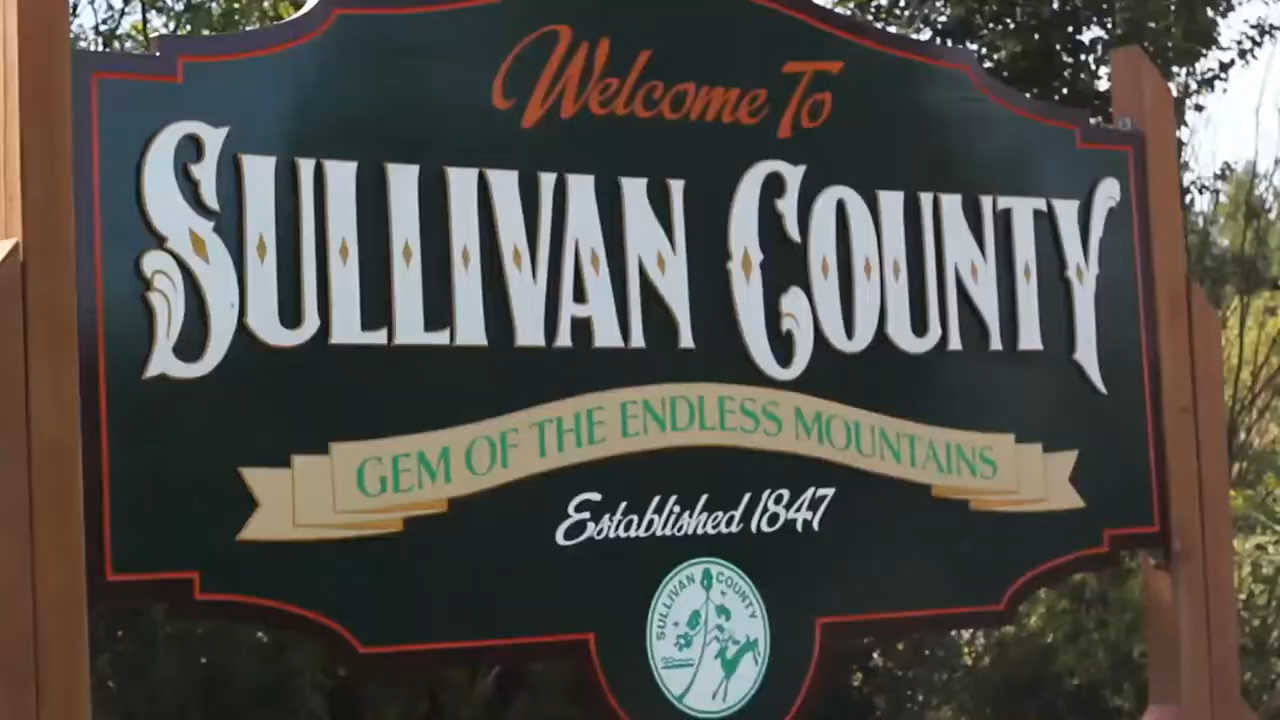 Welcome To
SULLIVAN COUNTY
GEM OF THE ENDLESS MOUNTAINS
Established 1847
SULLIVAN COUNTY